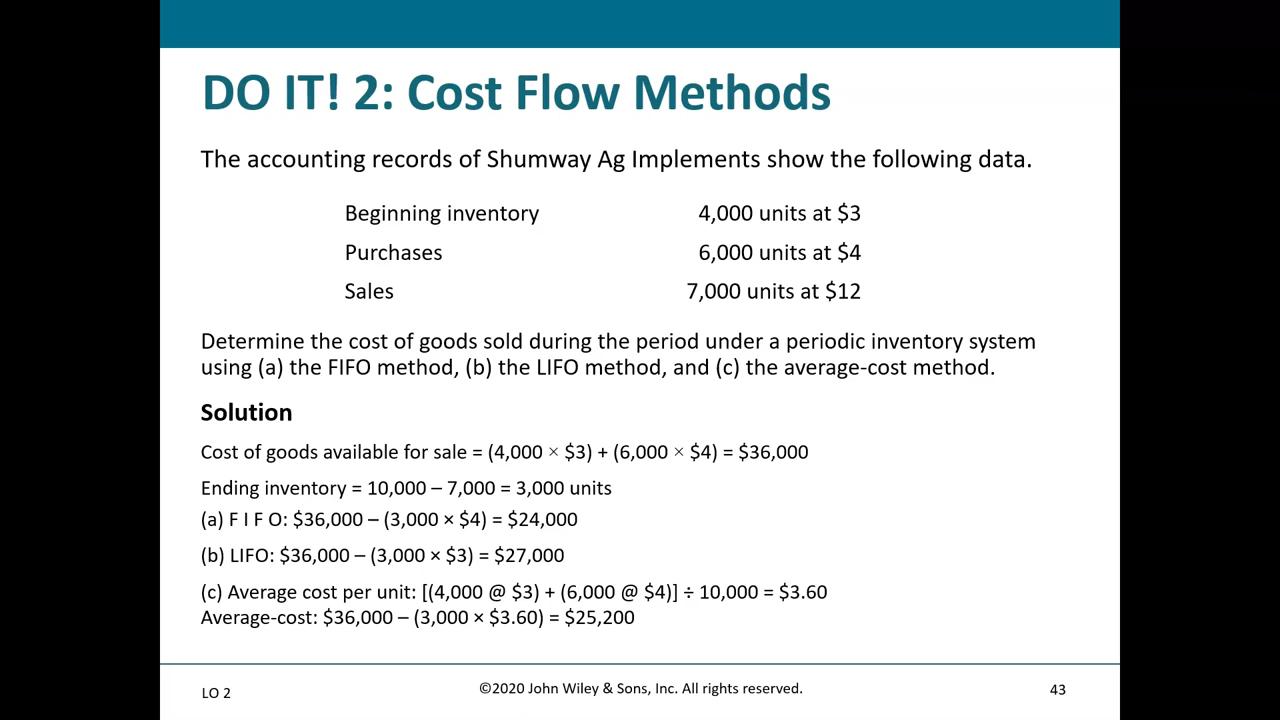 DO IT! 2: Cost Flow Methods
The accounting records of Shumway Ag Implements show the following data.
Beginning inventory 4,000 units at $3
Purchases 6,000 units at $4
Sales 7,000 units at $12
Determine the cost of goods sold during the period under a periodic inventory system
using (a) the FIFO method, (b) the LIFO method, and (c) the average-cost method.
Solution
Cost of goods available for sale = (4,000 × $3) + (6,000 × $4) = $36,000
Ending inventory = 10,000 – 7,000 = 3,000 units
(a) F I F O: $36,000 – (3,000 × $4) = $24,000
(b) LIFO: $36,000 – (3,000 × $3) = $27,000
(c) Average cost per unit: [(4,000 @ $3) + (6,000 @ $4)] ÷ 10,000 = $3.60
Average-cost: $36,000 – (3,000 × $3.60) = $25,200
LO 2 ©2020 John Wiley & Sons, Inc. All rights reserved. 43